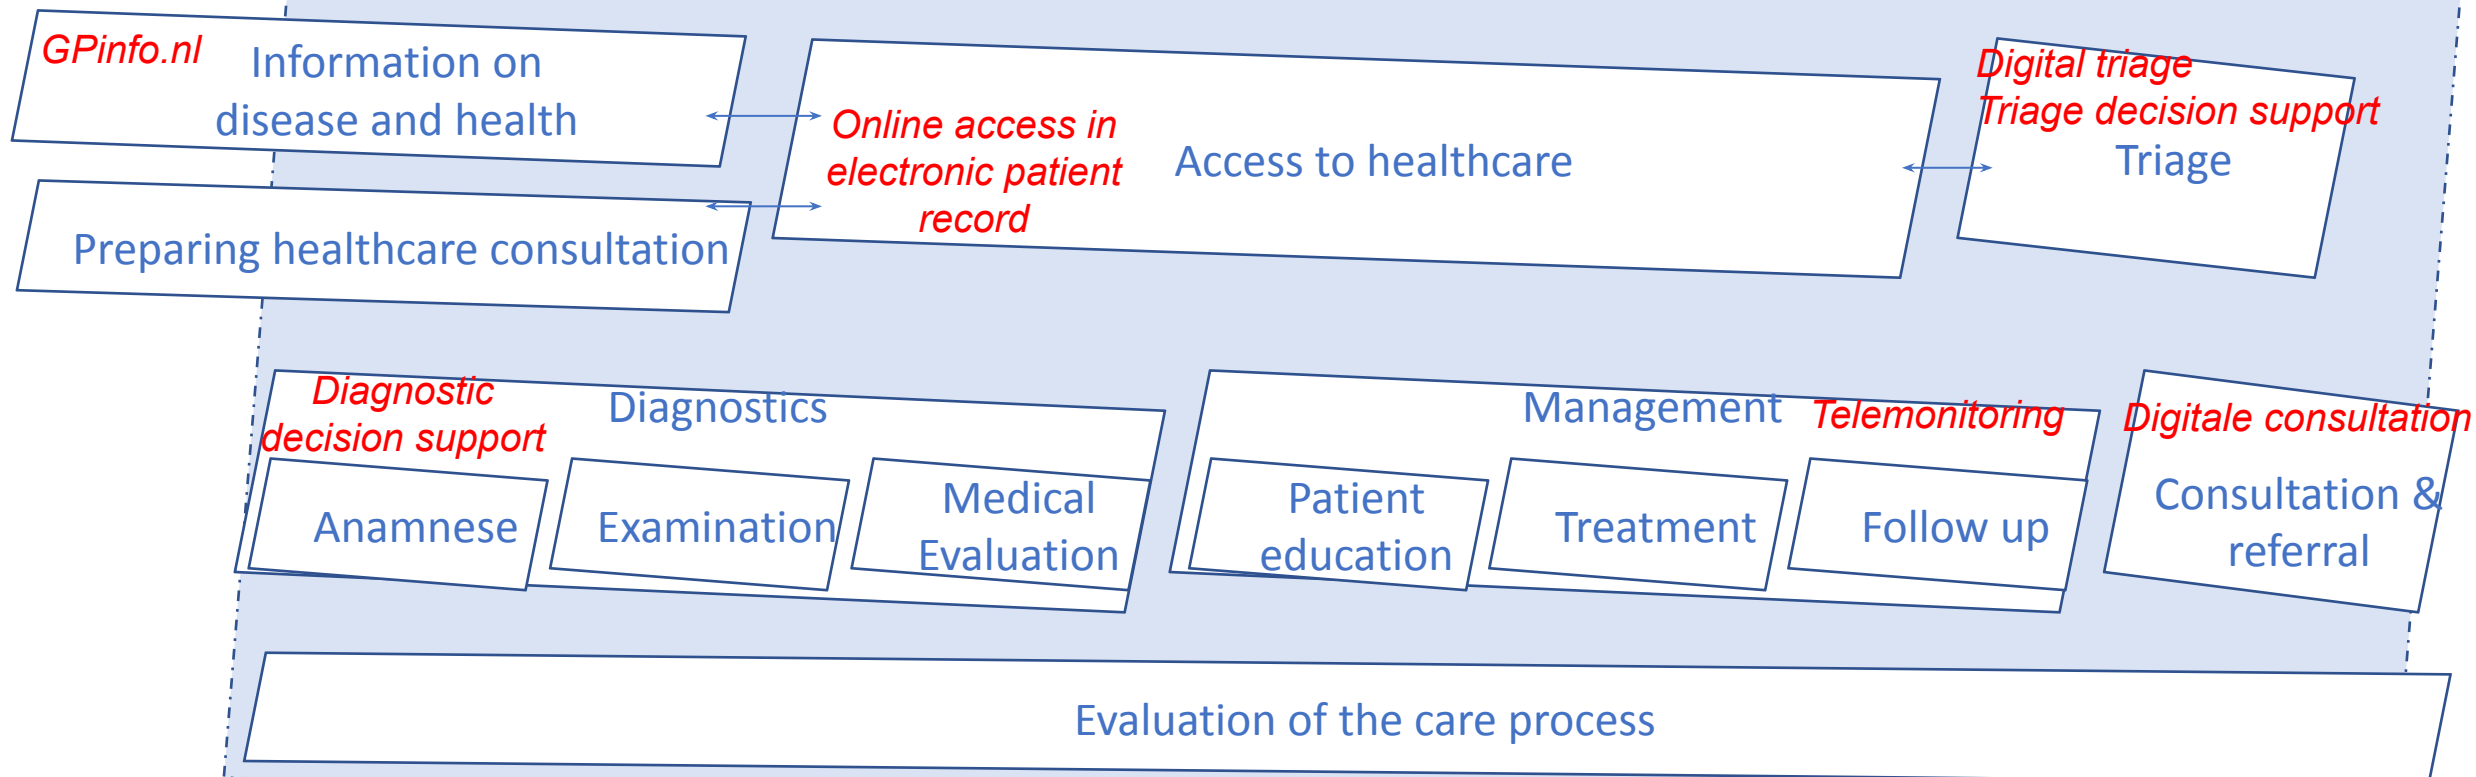 GPinfo.nl
Information on
disease and health
Online access in
electronic patient
record
Access to healthcare
Digital triage
Triage decision support
Triage
Preparing healthcare consultation
Diagnostic
decision support
Diagnostics
Anamnese
Examination
Medical
Evaluation
Management
Telemonitoring
Patient
education
Treatment
Follow up
Digitale consultation
Consultation &
referral
Evaluation of the care process